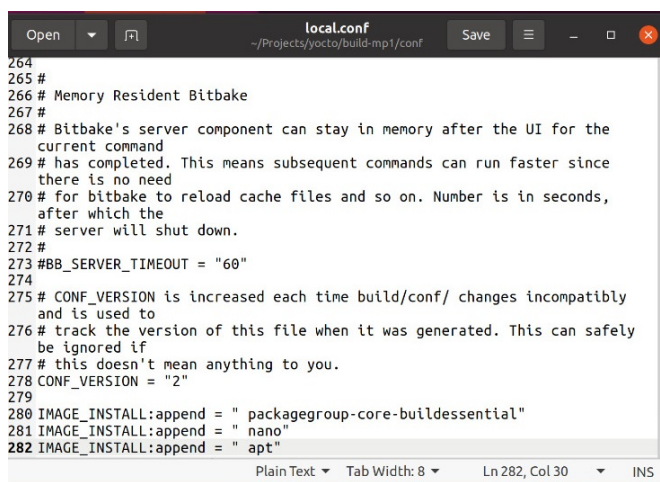 Open
local.conf
~/Projects/yocto/build-mp1/conf
Save
264
265 #
266 # Memory Resident Bitbake
267 #
268 # Bitbake's server component can stay in memory after the UI for the
current command
269 # has completed. This means subsequent commands can run faster since
there is no need
270 # for bitbake to reload cache files and so on. Number is in seconds,
after which the
271 # server will shut down.
272 #
273 #BB_SERVER_TIMEOUT = "60"
274
275 # CONF_VERSION is increased each time build/conf/ changes incompatibly
and is used to
276 # track the version of this file when it was generated. This can safely
be ignored if
277 # this doesn't mean anything to you.
278 CONF_VERSION = "2"
279
280 IMAGE_INSTALL:append = " packagegroup-core-buildessential"
281 IMAGE_INSTALL:append = " nano"
282 IMAGE_INSTALL:append = " apt"
Plain Text Tab Width: 8 Ln 282, Col 30 INS